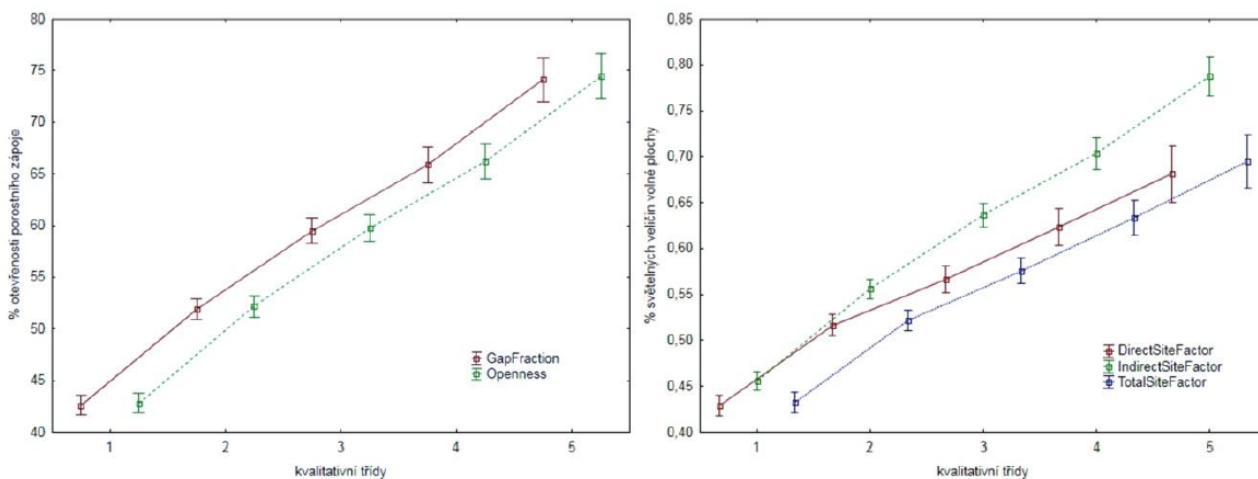 % otevřenosti porostního zápoje
80
75
70
65
60
55
50
45
40
1 2 3 4 5
kvalitativní třídy
GapFraction
Openness
% světelných veličin volné plochy
0,85
0,80
0,75
0,70
0,65
0,60
0,55
0,50
0,45
0,40
1 2 3 4 5
kvalitativní třídy
DirectSiteFactor
IndirectSiteFactor
TotalSiteFactor